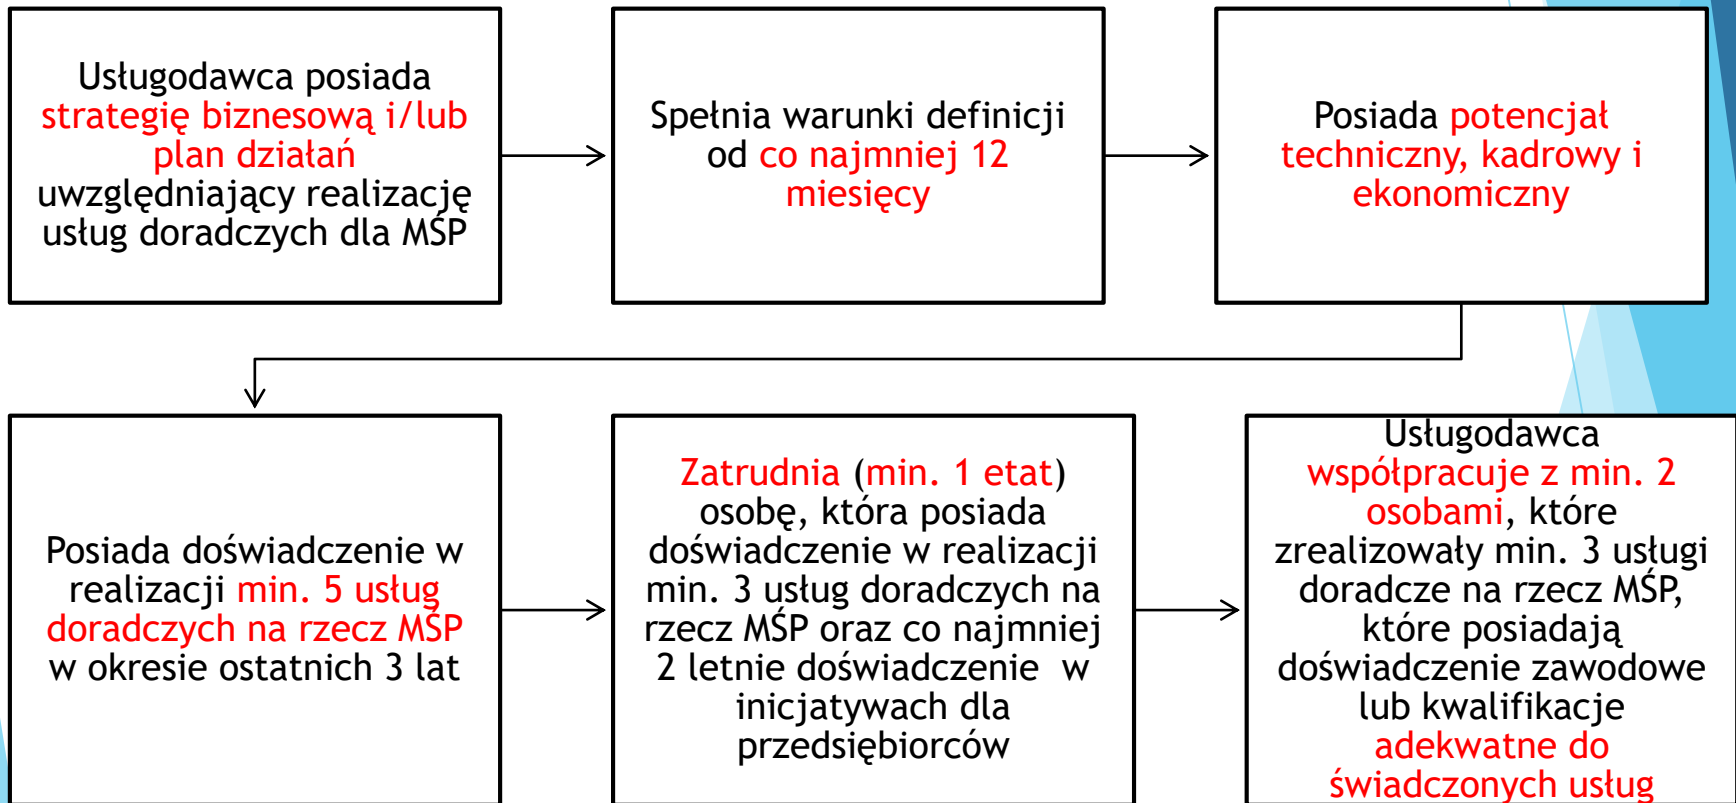 Usługodawca posiada
strategię biznesową i/lub
plan działań
uwzględniający realizację
usług doradczych dla MŚP
Spełnia warunki definicji
od co najmniej 12
miesięcy
Posiada potencjał
techniczny, kadrowy i
ekonomiczny
Posiada doświadczenie w
realizacji min. 5 usług
doradczych na rzecz MŚP
w okresie ostatnich 3 lat
Zatrudnia (min. 1 etat)
osobę, która posiada
doświadczenie w realizacji
min. 3 usług doradczych na
rzecz MŚP oraz co najmniej
2 letnie doświadczenie w
inicjatywach dla
przedsiębiorców
Usługodawca
współpracuje z min. 2
osobami, które
zrealizowały min. 3 usługi
doradcze na rzecz MŚP,
które posiadają
doświadczenie zawodowe
lub kwalifikacje
adekwatne do
świadczonych usług